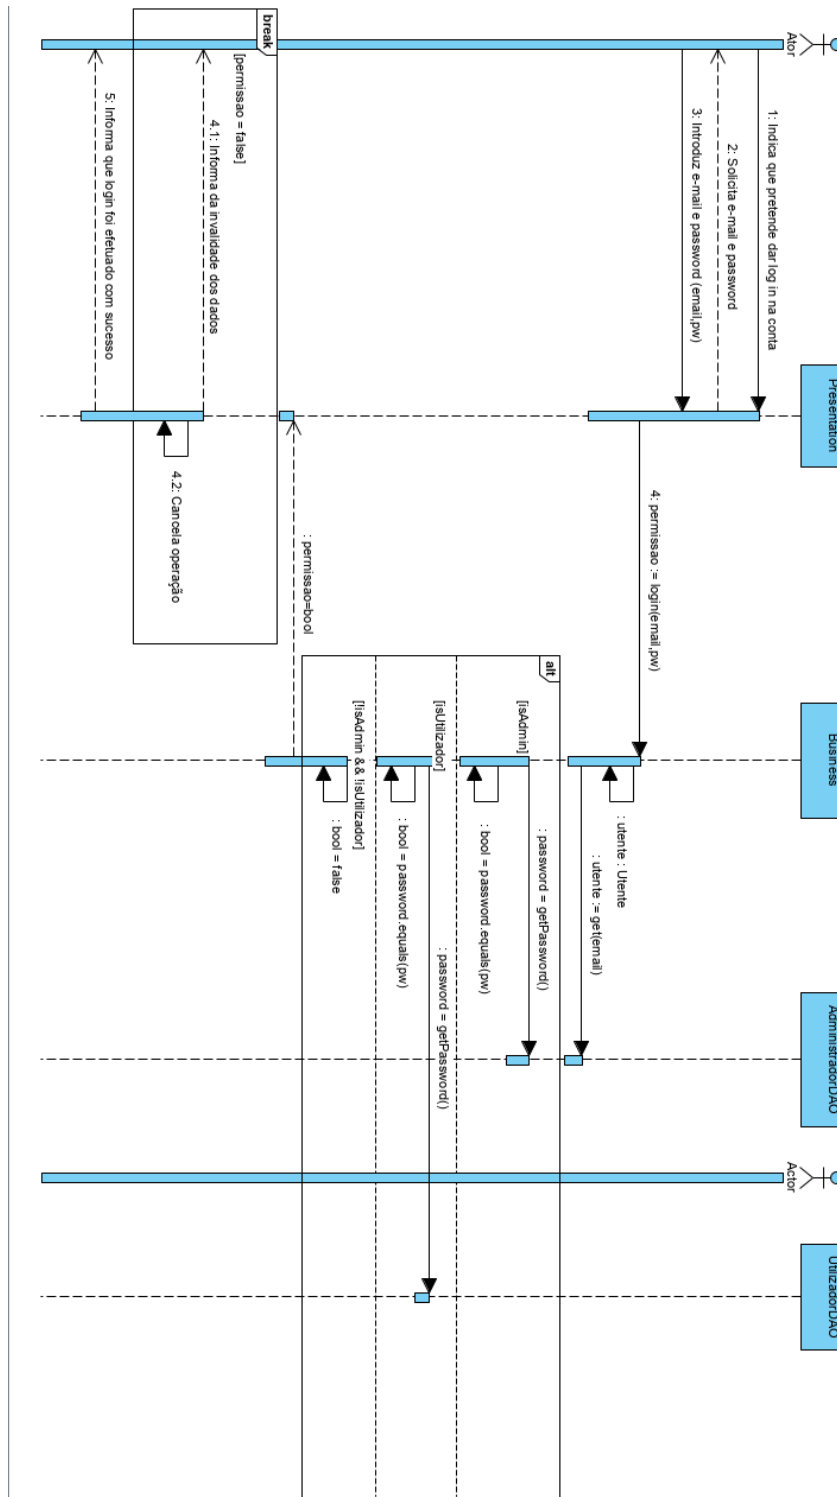 Ator
Presentation
Business
AdministradorDAO
Actor
UtilizadorDAO
1: Indica que pretende dar log in na conta
2: Solicita e-mail e password
3: Introduz e-mail e password (email,pw)
4: permissao := login(email,pw)
: utente : Utente
: utente := get(email)
alt
[isAdmin]
: password = getPassword()
: bool = password.equals(pw)
[isUtilizador]
: password = getPassword()
: bool = password.equals(pw)
[!isAdmin && !isUtilizador]
: bool = false
: permissao=bool
break
[permissao = false]
4.1: Informa da invalidade dos dados
4.2: Cancela operação
5: Informa que login foi efetuado com sucesso